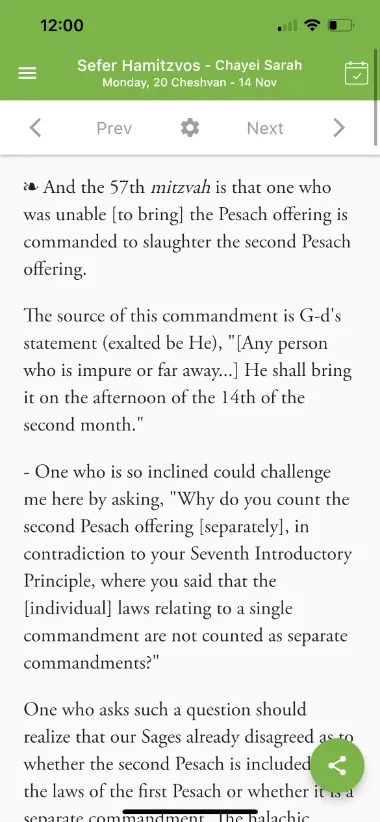 12:00
Sefer Hamitzvos - Chayei Sarah
Monday, 20 Cheshvan - 14 Nov
Prev Next
❧ And the 57th mitzvah is that one who
was unable [to bring] the Pesach offering is
commanded to slaughter the second Pesach
offering.
The source of this commandment is G-d's
statement (exalted be He), "[Any person
who is impure or far away...] He shall bring
it on the afternoon of the 14th of the
second month."
- One who is so inclined could challenge
me here by asking, "Why do you count the
second Pesach offering [separately], in
contradiction to your Seventh Introductory
Principle, where you said that the
[individual] laws relating to a single
commandment are not counted as separate
commandments?"
One who asks such a question should
realize that our Sages already disagreed as to
whether the second Pesach is included
the laws of the first Pesach or whether it is a
separate commandment. The halachic